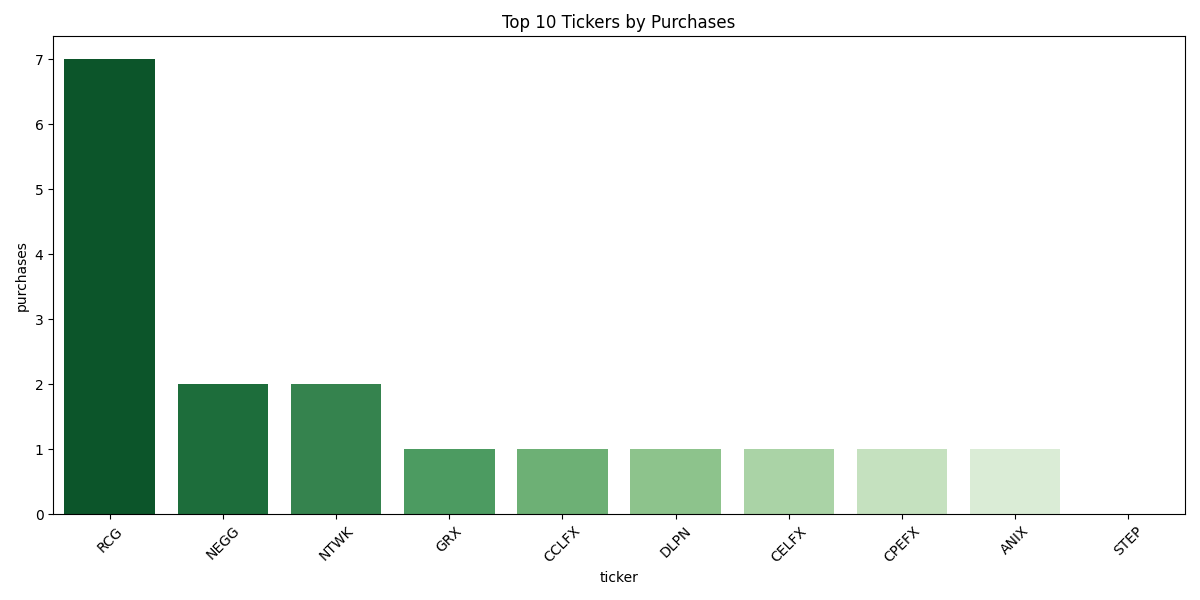 Top 10 Tickers by Purchases
purchases
7
6
5
4
3
2
1
0
RCG NEGG NTWK GRX CCLFX DLPN CELFX CPEFX ANIX STEP
ticker